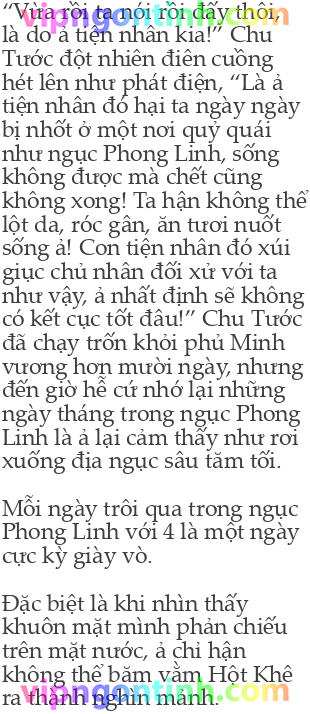 “Vừa rồi ta nói rồi đấy thôi,
là do ả tiện nhân kia!” Chu
Tước đột nhiên điên cuồng
hét lên như phát điện, “Là ả
tiện nhân đó hại ta ngày ngày
bị nhốt ở một nơi quỷ quái
như ngục Phong Linh, sống
không được mà chết cũng
không xong! Ta hận không thể
lột da, róc gân, ăn tươi nuốt
sống ả! Con tiện nhân đó xúi
giục chủ nhân đối xử với ta
như vậy, ả nhất định sẽ không
có kết cục tốt đâu!” Chu Tước
đã chạy trốn khỏi phủ Minh
vương hơn mười ngày, nhưng
đến giờ hễ cứ nhớ lại những
ngày tháng trong ngục Phong
Linh là ả lại cảm thấy như rơi
xuống địa ngục sâu tăm tối.
Mỗi ngày trôi qua trong ngục
Phong Linh với 4 là một ngày
cực kỳ giày vò.
Đặc biệt là khi nhìn thấy
khuôn mặt mình phản chiếu
trên mặt nước, ả chỉ hận
không thể băm vằm Hột Khê
ra thành nghìn mảnh.
vipngontinh.com
vipngontinh.com